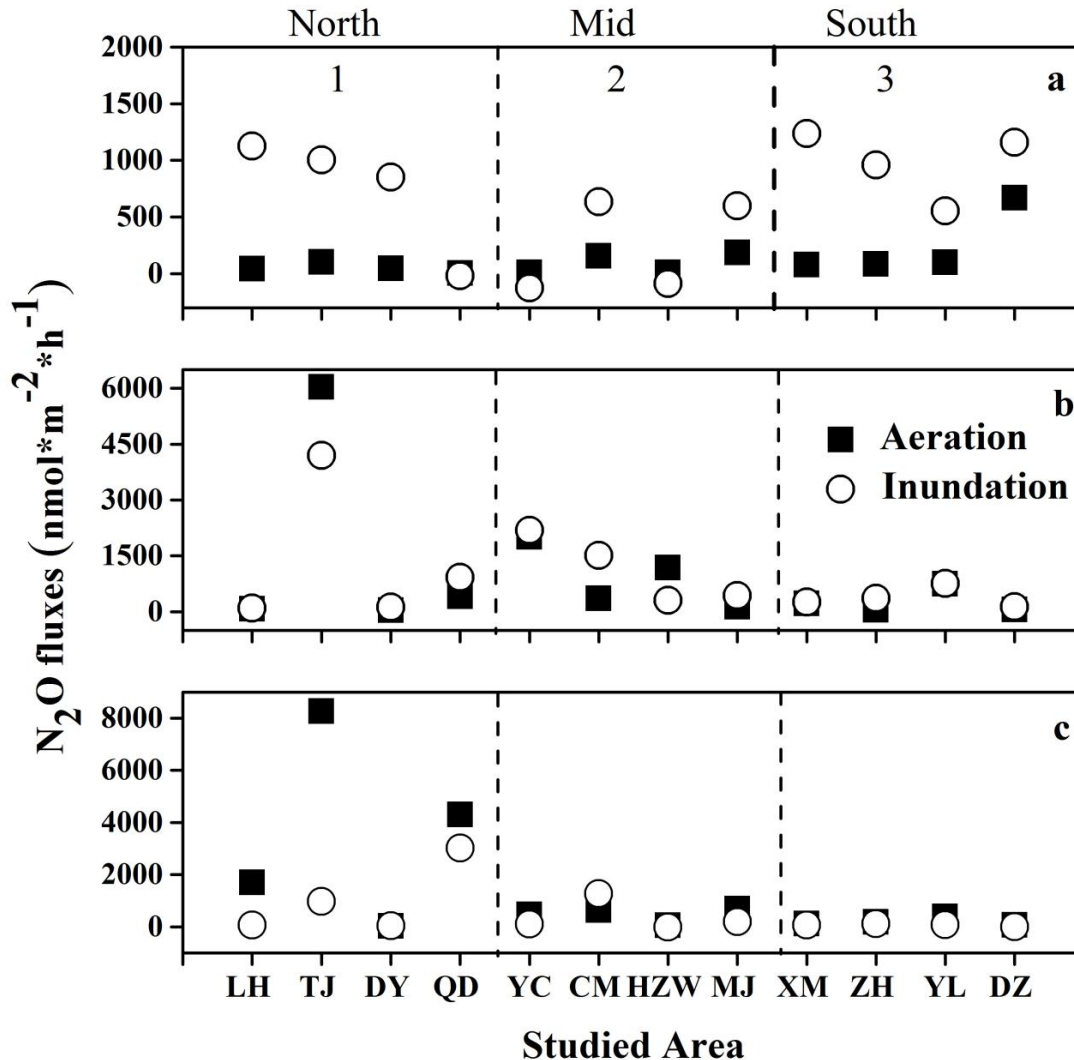 North Mid South
2000 1 2 3 a
1500
1000
500
0
6000 b
4500 Aeration
3000 Inundation
1500
0
8000 c
6000
4000
2000
0
N2O fluxes (nmol*m-2*h-1)
LH TJ DY QD YC CM HZW MJ XM ZH YL DZ
Studied Area